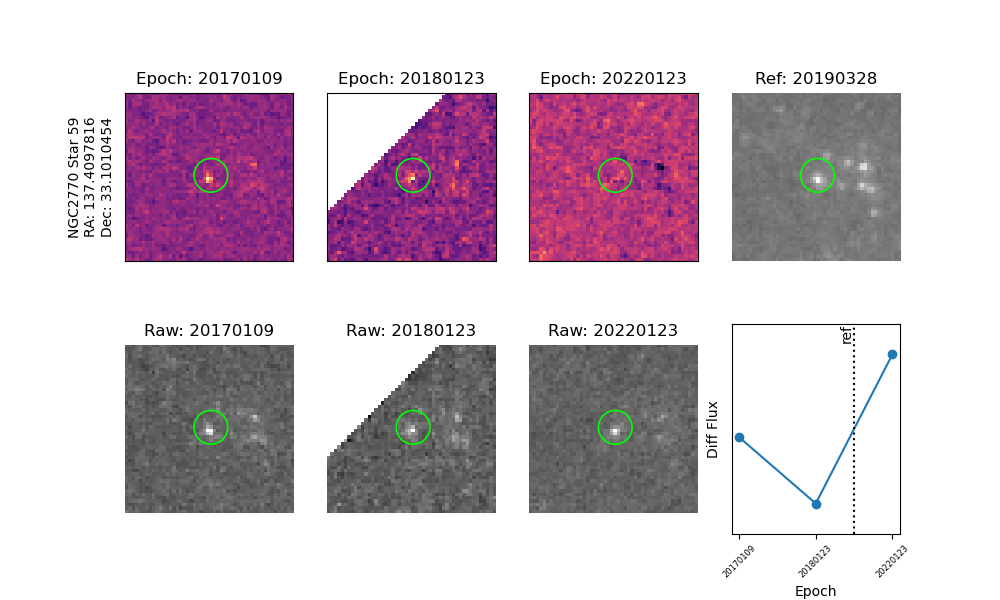 Epoch: 20170109
Epoch: 20180123
Epoch: 20220123
Ref: 20190328
NGC2770 Star 59
RA: 137.4097816
Dec: 33.1010454
Raw: 20170109
Raw: 20180123
Raw: 20220123
ref
Diff Flux
20170109
20180123
20220123
Epoch